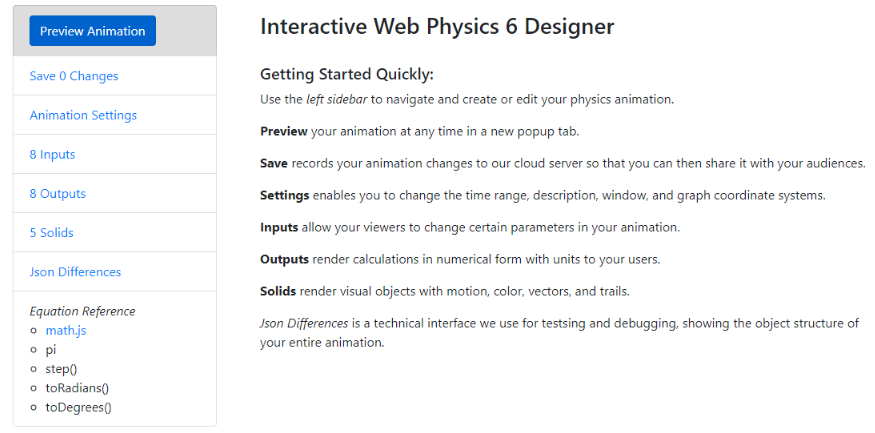 Preview Animation
Save 0 Changes
Animation Settings
8 Inputs
8 Outputs
5 Solids
Json Differences
Equation Reference
math.js
pi
step()
toRadians()
toDegrees()
Interactive Web Physics 6 Designer
Getting Started Quickly:
Use the left sidebar to navigate and create or edit your physics animation.
Preview your animation at any time in a new popup tab.
Save records your animation changes to our cloud server so that you can then share it with your audiences.
Settings enables you to change the time range, description, window, and graph coordinate systems.
Inputs allow your viewers to change certain parameters in your animation.
Outputs render calculations in numerical form with units to your users.
Solids render visual objects with motion, color, vectors, and trails.
Json Differences is a technical interface we use for testsing and debugging, showing the object structure of
your entire animation.